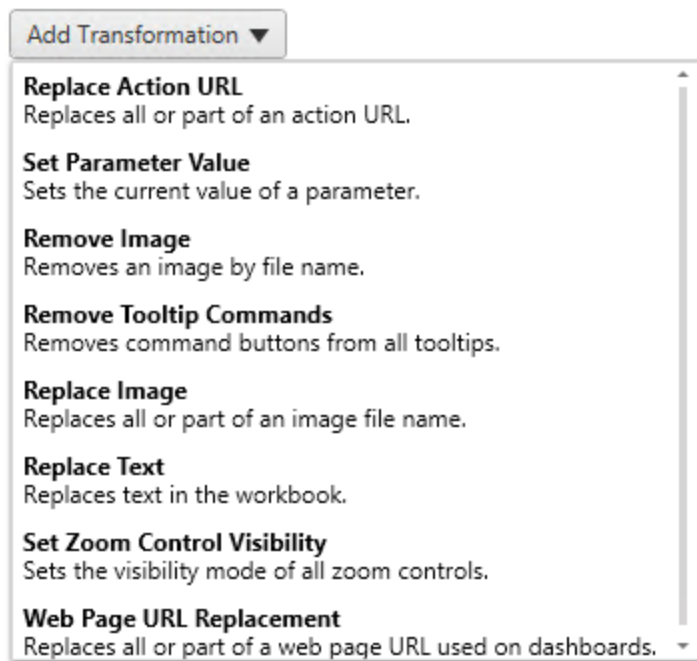 Add Transformation ▼
Replace Action URL
Replaces all or part of an action URL.
Set Parameter Value
Sets the current value of a parameter.
Remove Image
Removes an image by file name.
Remove Tooltip Commands
Removes command buttons from all tooltips.
Replace Image
Replaces all or part of an image file name.
Replace Text
Replaces text in the workbook.
Set Zoom Control Visibility
Sets the visibility mode of all zoom controls.
Web Page URL Replacement
Replaces all or part of a web page URL used on dashboards.